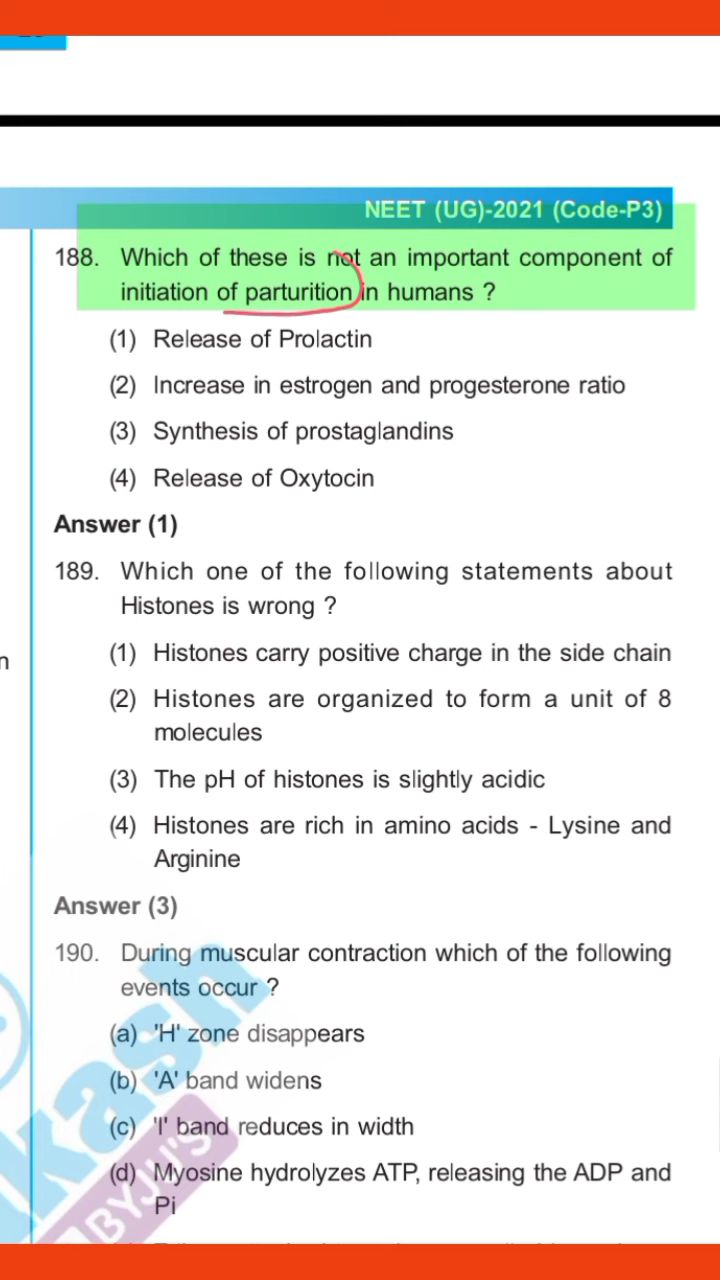 NEET (UG)-2021 (Code-P3)
188. Which of these is not an important component of
initiation of parturition in humans ?
(1) Release of Prolactin
(2) Increase in estrogen and progesterone ratio
(3) Synthesis of prostaglandins
(4) Release of Oxytocin
Answer (1)
189. Which one of the following statements about
Histones is wrong ?
(1) Histones carry positive charge in the side chain
n
(2) Histones are organized to form a unit of 8
molecules
(3) The pH of histones is slightly acidic
(4) Histones are rich in amino acids - Lysine and
Arginine
Answer (3)
190. During muscular contraction which of the following
events occur ?
(a) 'H' zone disappears
(b) 'A' band widens
(c) 'I' band reduces in width
(d) Myosine hydrolyzes ATP, releasing the ADP and
Pi
kash
BYJU'S